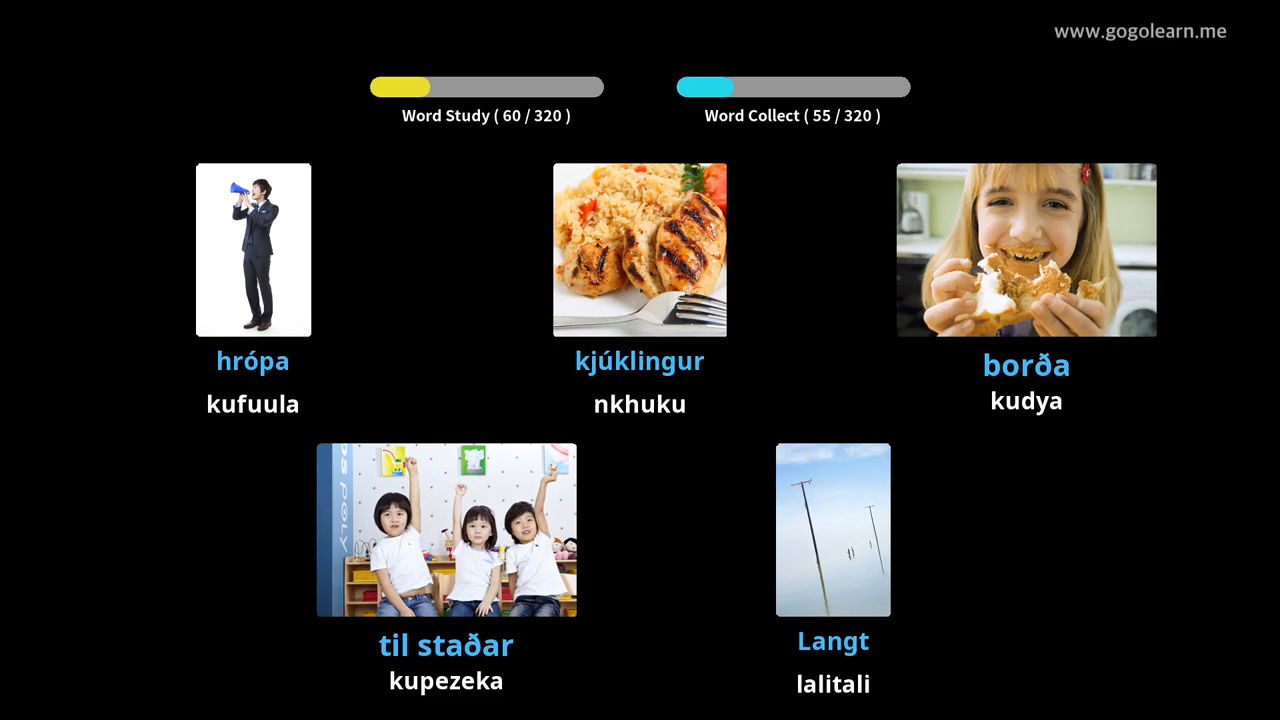 www.gogolearn.me
Word Study ( 60 / 320 )
Word Collect ( 55 / 320 )
hrópa
kufuula
kjúklingur
nkhuku
borða
kudya
til staðar
kupezeka
Langt
lalitali